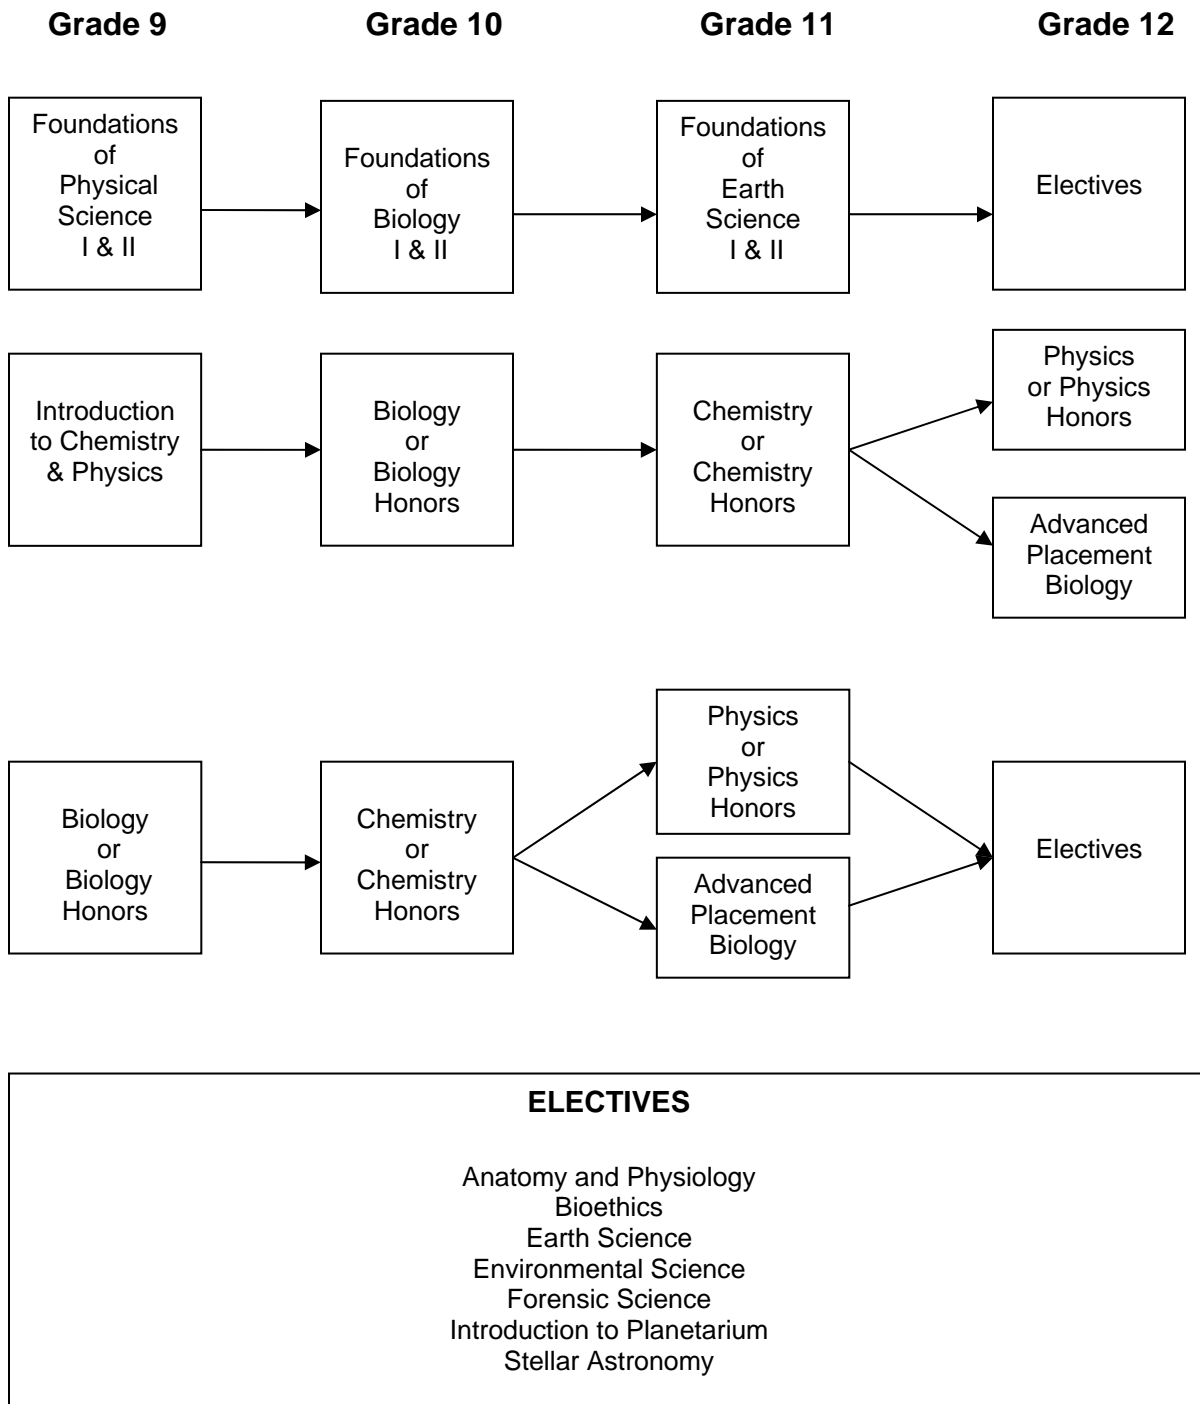 Grade 9 Grade 10 Grade 11 Grade 12
Foundations
of
Physical
Science
I & II
Foundations
of
Biology
I & II
Foundations
of
Earth
Science
I & II
Electives
Introduction
to Chemistry
& Physics
Biology
or
Biology
Honors
Chemistry
or
Chemistry
Honors
Physics
or Physics
Honors
Advanced
Placement
Biology
Biology
or
Biology
Honors
Chemistry
or
Chemistry
Honors
Physics
or
Physics
Honors
Advanced
Placement
Biology
Electives
ELECTIVES
Anatomy and Physiology
Bioethics
Earth Science
Environmental Science
Forensic Science
Introduction to Planetarium
Stellar Astronomy